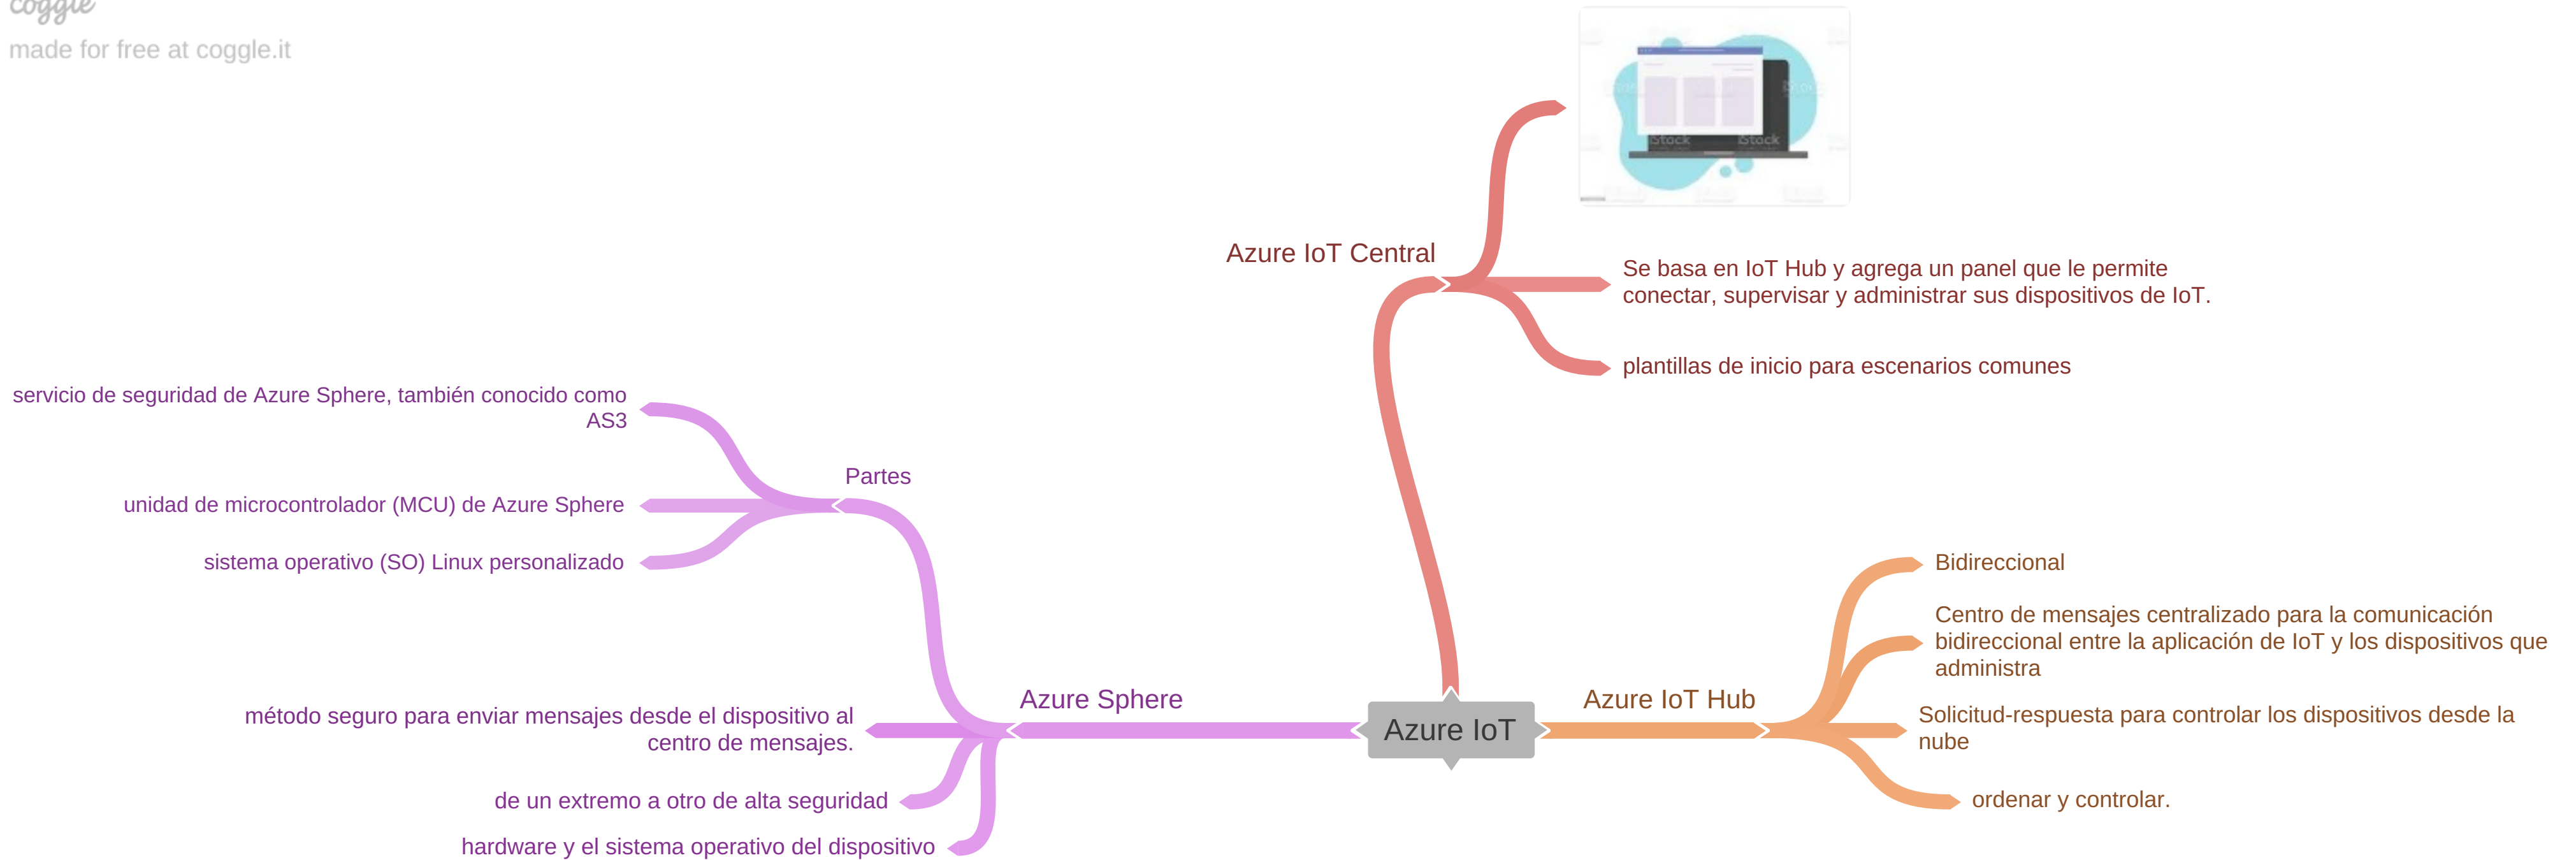 coggle
made for free at coggle.it
iStock
iStock
iStock
Azure IoT Central
Se basa en IoT Hub y agrega un panel que le permite
conectar, supervisar y administrar sus dispositivos de IoT.
plantillas de inicio para escenarios comunes
servicio de seguridad de Azure Sphere, también conocido como
AS3
Partes
unidad de microcontrolador (MCU) de Azure Sphere
sistema operativo (SO) Linux personalizado
Bidireccional
Centro de mensajes centralizado para la comunicación
bidireccional entre la aplicación de IoT y los dispositivos que
administra
Azure Sphere
Azure IoT
Azure IoT Hub
Solicitud-respuesta para controlar los dispositivos desde la
nube
método seguro para enviar mensajes desde el dispositivo al
centro de mensajes.
de un extremo a otro de alta seguridad
ordenar y controlar.
hardware y el sistema operativo del dispositivo